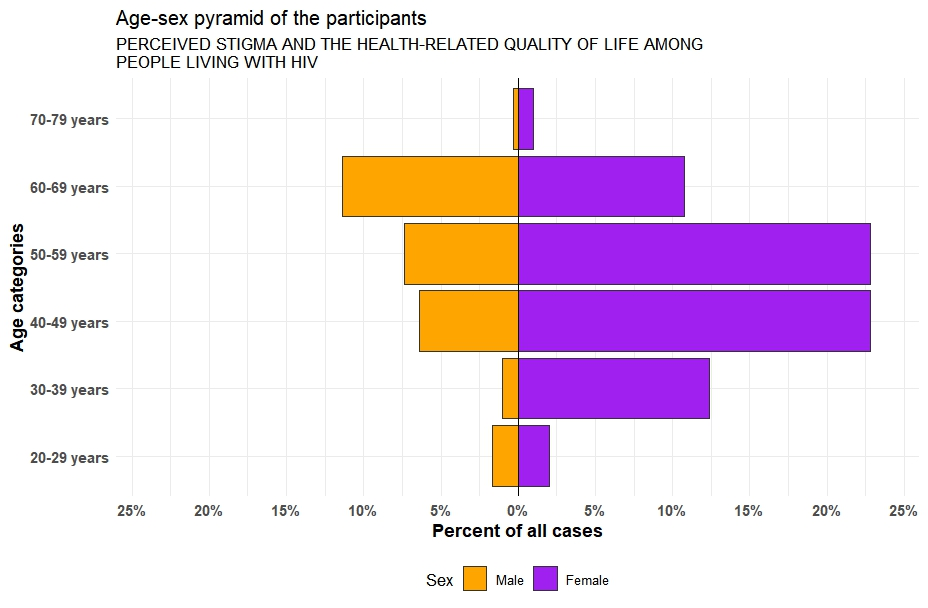 Age-sex pyramid of the participants
PERCEIVED STIGMA AND THE HEALTH-RELATED QUALITY OF LIFE AMONG
PEOPLE LIVING WITH HIV
Age categories
70-79 years
60-69 years
50-59 years
40-49 years
30-39 years
20-29 years
25% 20% 15% 10% 5% 0% 5% 10% 15% 20% 25%
Percent of all cases
Sex Male Female